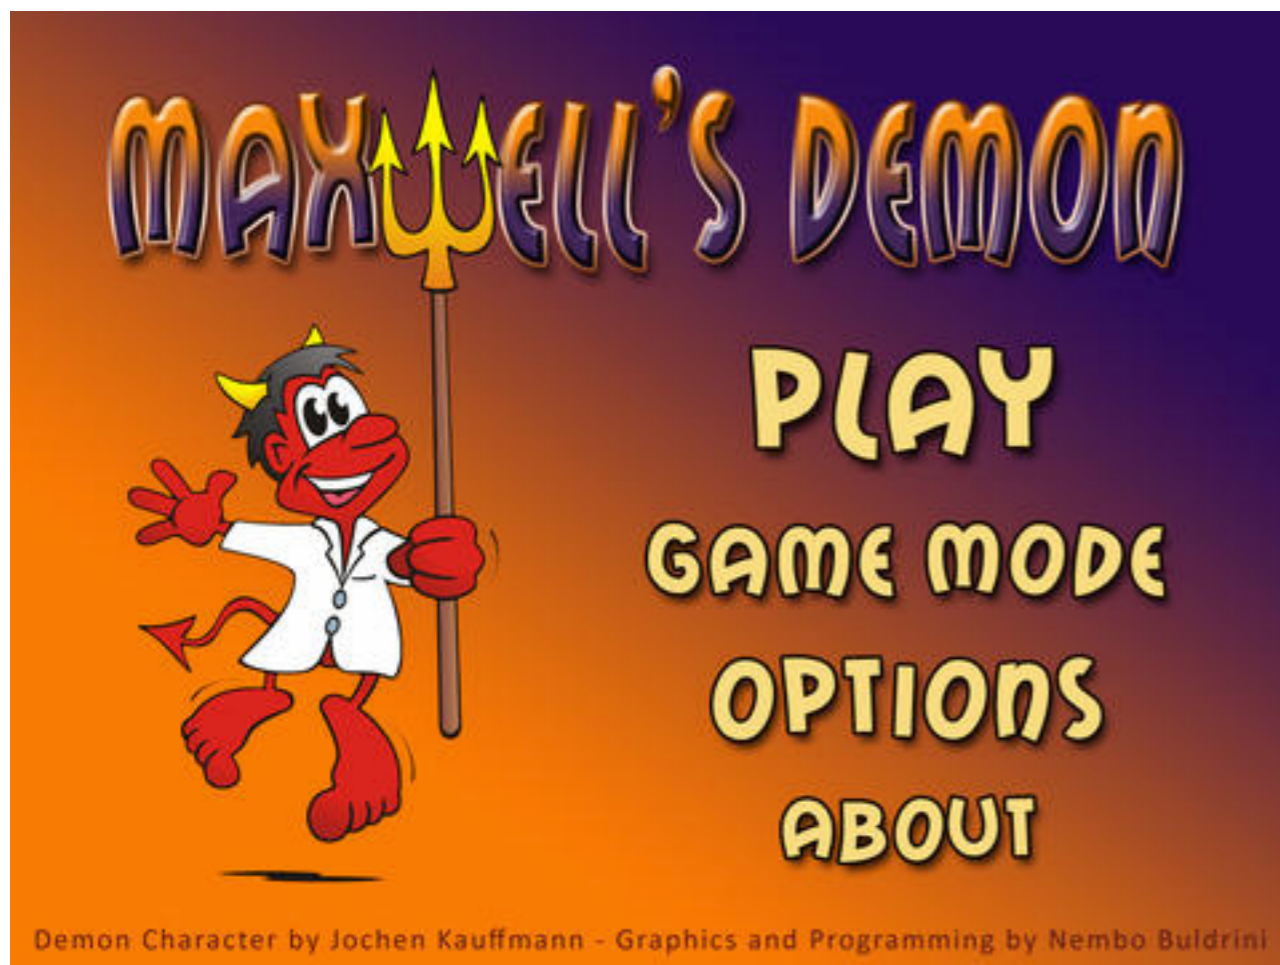 MAXWELL'S DEMON
PLAY
GAME MODE
OPTIONS
ABOUT
Demon Character by Jochen Kauffmann - Graphics and Programming by Nembo Buldrini